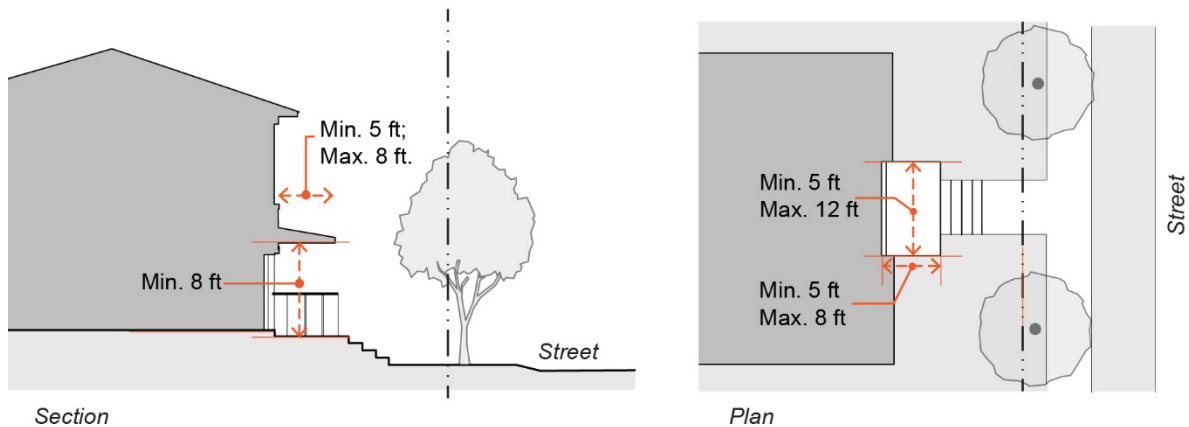 Min. 5 ft;
Max. 8 ft.
Min. 8 ft
Street
Section
Min. 5 ft
Max. 12 ft
Min. 5 ft
Max. 8 ft
Street
Plan